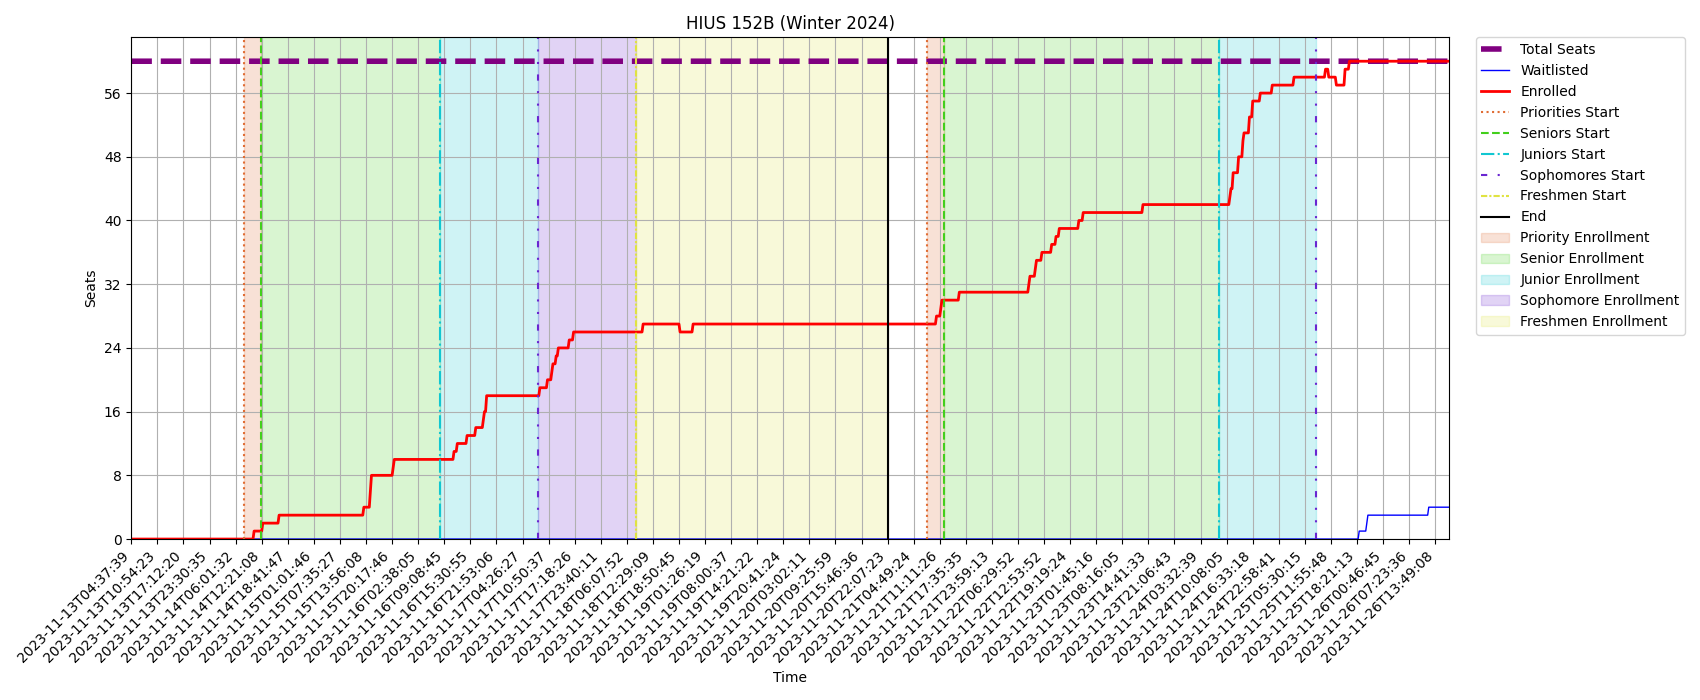 HIUS 152B (Winter 2024)
Total Seats
Waitlisted
Enrolled
Priorities Start
Seniors Start
Juniors Start
Sophomores Start
Freshmen Start
End
Priority Enrollment
Senior Enrollment
Junior Enrollment
Sophomore Enrollment
Freshmen Enrollment
Seats
56
48
40
32
24
16
8
0
2023-11-13T04:37:39
2023-11-13T10:54:23
2023-11-13T17:12:20
2023-11-13T23:30:35
2023-11-14T06:01:32
2023-11-14T12:21:08
2023-11-14T18:41:47
2023-11-15T01:01:46
2023-11-15T07:35:27
2023-11-15T13:56:08
2023-11-15T20:17:46
2023-11-16T02:38:05
2023-11-16T09:08:45
2023-11-16T15:30:55
2023-11-16T21:53:06
2023-11-17T04:26:27
2023-11-17T10:50:37
2023-11-17T17:18:26
2023-11-17T23:40:11
2023-11-18T06:07:52
2023-11-18T12:29:09
2023-11-18T18:50:45
2023-11-19T01:26:19
2023-11-19T08:00:37
2023-11-19T14:21:22
2023-11-19T20:41:24
2023-11-20T03:02:11
2023-11-20T09:25:59
2023-11-20T15:46:36
2023-11-20T22:07:23
2023-11-21T04:49:24
2023-11-21T11:11:26
2023-11-21T17:35:35
2023-11-21T23:59:13
2023-11-22T06:29:52
2023-11-22T12:53:52
2023-11-22T19:19:24
2023-11-23T01:45:16
2023-11-23T08:16:05
2023-11-23T14:41:33
2023-11-23T21:06:43
2023-11-24T03:32:39
2023-11-24T10:08:05
2023-11-24T16:33:18
2023-11-24T22:58:41
2023-11-25T05:30:15
2023-11-25T11:55:48
2023-11-25T18:21:13
2023-11-26T00:46:45
2023-11-26T07:23:36
2023-11-26T13:49:08
Time